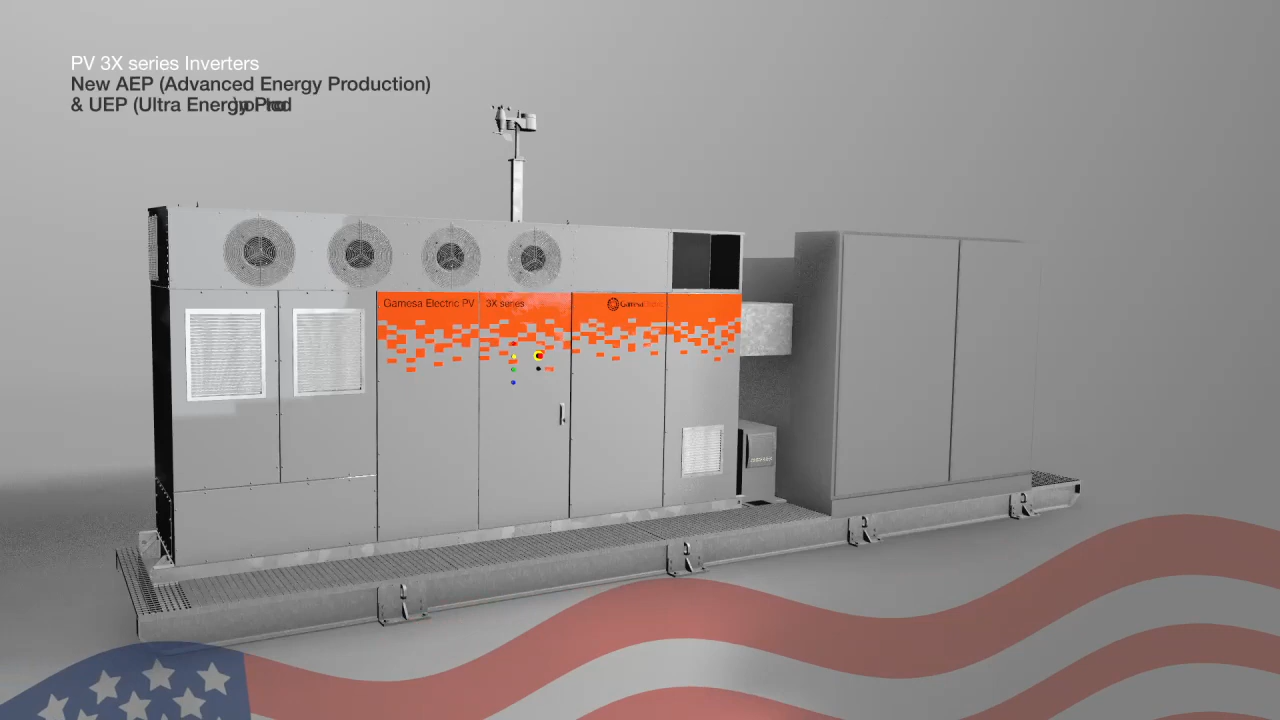 PV 3X series Inverters
New AEP (Advanced Energy Production)
& UEP (Ultra Energy
Gamesa Electric PV 3X series
Gamesa